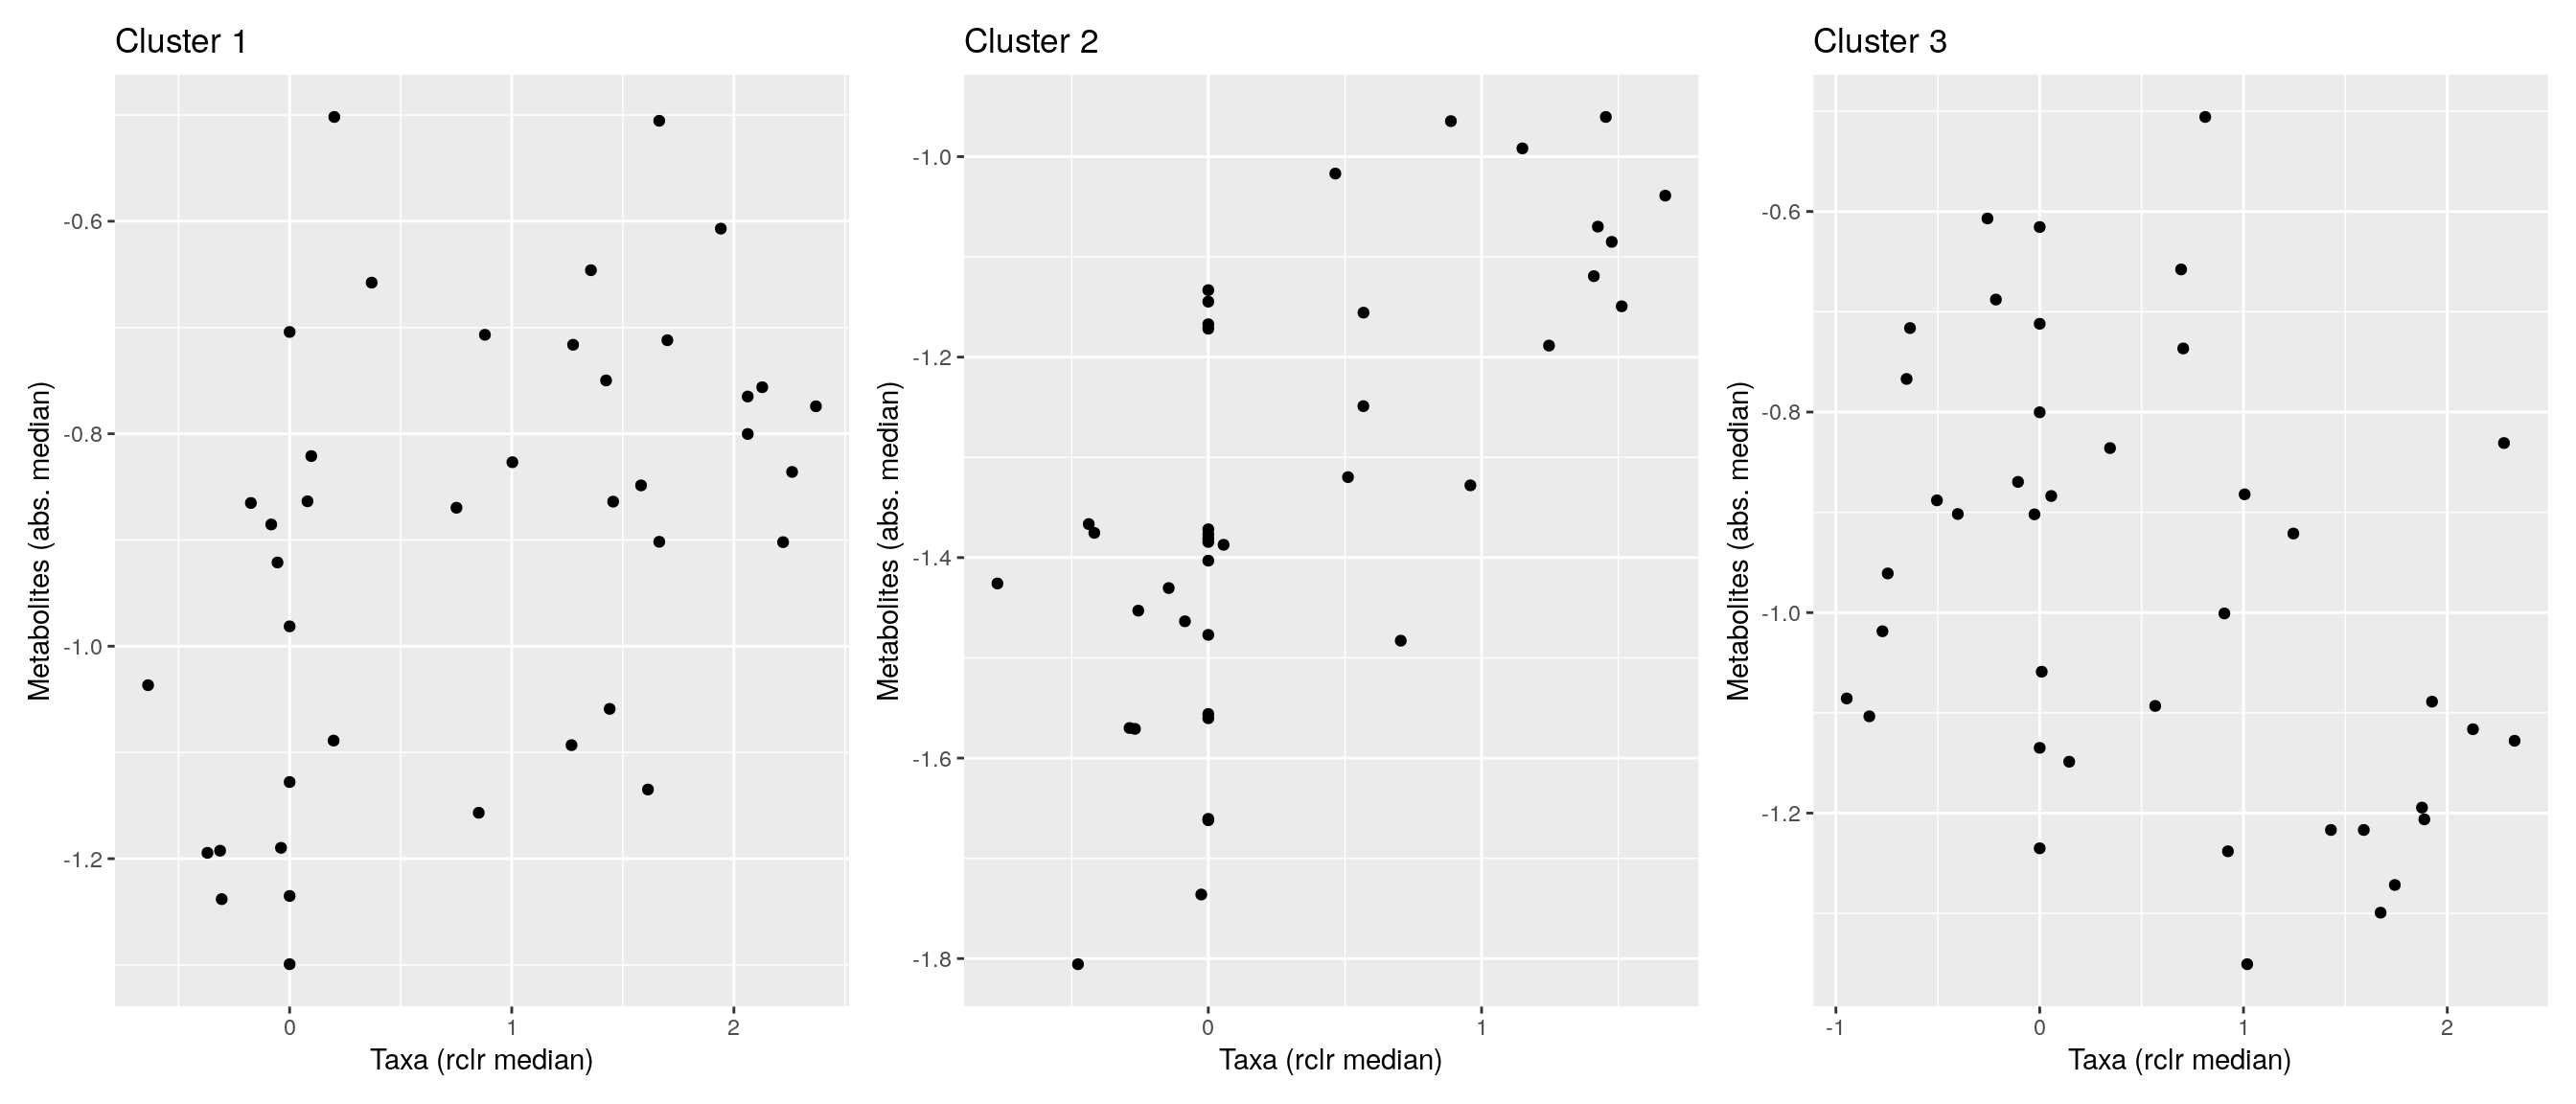 Cluster 1
Metabolites (abs. median)
-0.6
-0.8
-1.0
-1.2
0 1 2
Taxa (rclr median)
Cluster 2
Metabolites (abs. median)
-1.0
-1.2
-1.4
-1.6
-1.8
0 1
Taxa (rclr median)
Cluster 3
Metabolites (abs. median)
-0.6
-0.8
-1.0
-1.2
-1 0 1 2
Taxa (rclr median)